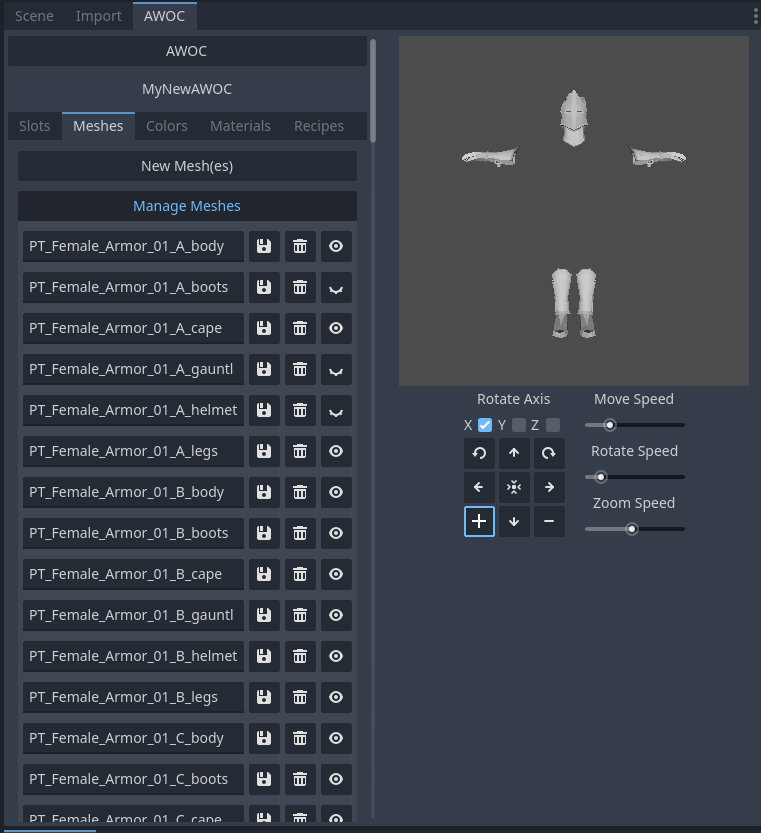 Scene Import AWOC
AWOC
MyNewAWOC
Slots Meshes Colors Materials Recipes
New Mesh(es)
Manage Meshes
PT_Female_Armor_01_A_body
PT_Female_Armor_01_A_boots
PT_Female_Armor_01_A_cape
PT_Female_Armor_01_A_gauntl
PT_Female_Armor_01_A_helmet
PT_Female_Armor_01_A_legs
PT_Female_Armor_01_B_body
PT_Female_Armor_01_B_boots
PT_Female_Armor_01_B_cape
PT_Female_Armor_01_B_gauntl
PT_Female_Armor_01_B_helmet
PT_Female_Armor_01_B_legs
PT_Female_Armor_01_C_body
PT_Female_Armor_01_C_boots
PT_Female_Armor_01_C_cape
Rotate Axis
X Y Z
Move Speed
Rotate Speed
Zoom Speed